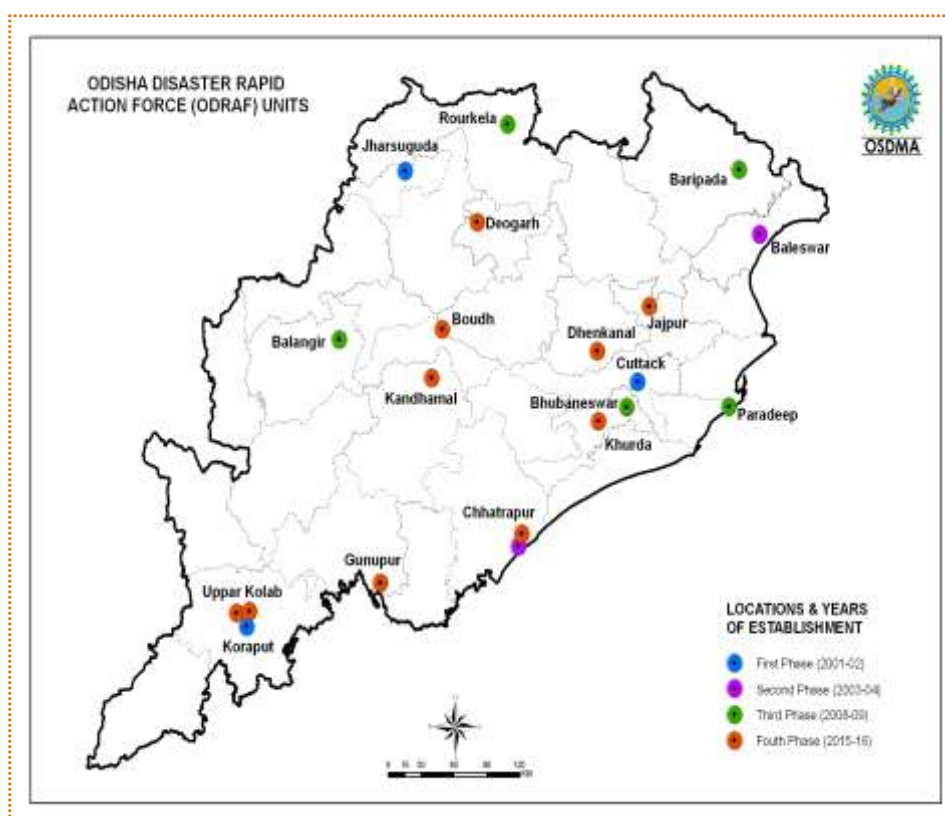 ODISHA DISASTER RAPID
ACTION FORCE (ODRAF) UNITS
OSDMA
Rourkela
Jharsuguda
Baripada
Deogarh
Baleswar
Boudh
Jajpur
Balangir
Dhenkanal
Cuttack
Kandhamal
Bhubaneswar
Paradeep
Khurda
Chhatrapur
Gunupur
Uppar Kolab
Koraput
LOCATIONS & YEARS
OF ESTABLISHMENT
First Phase (2001-02)
Second Phase (2003-04)
Third Phase (2008-09)
Fouth Phase (2015-16)